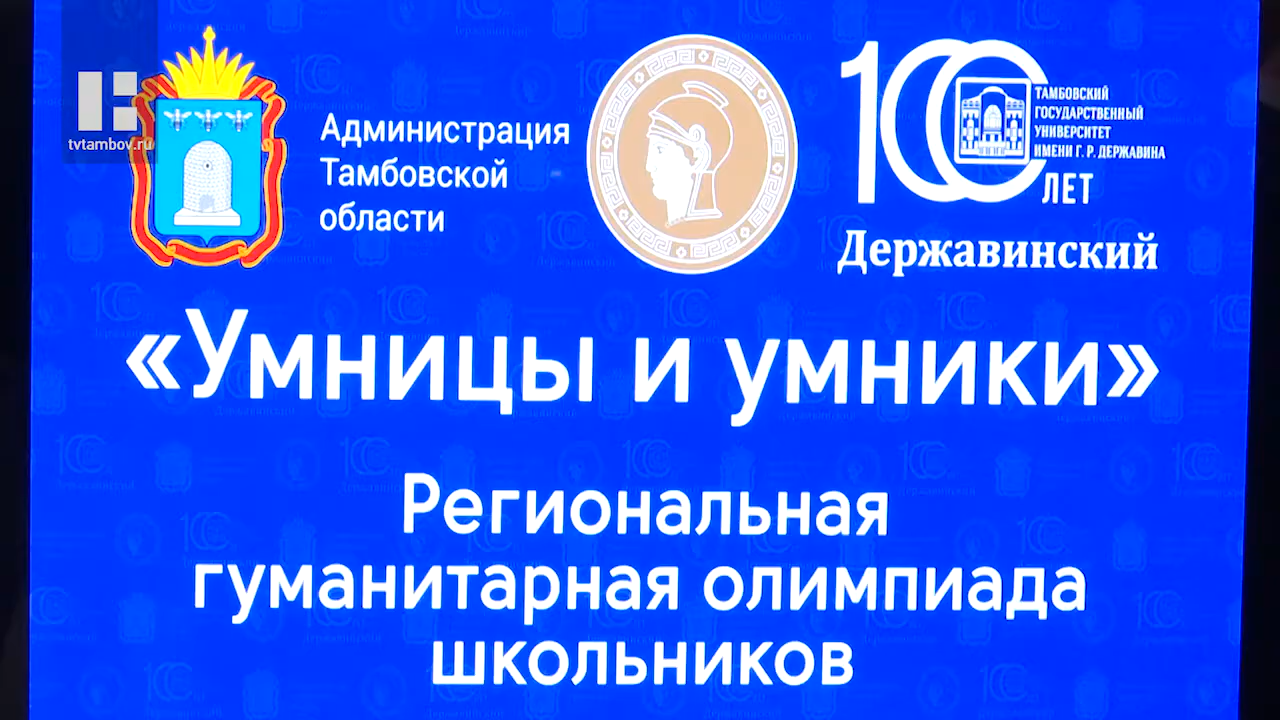 tvtambov.ru
Администрация
Тамбовской
области
100
ЛЕТ
ТАМБОВСКИЙ
ГОСУДАРСТВЕННЫЙ
УНИВЕРСИТЕТ
ИМЕНИ Г. Р. ДЕРЖАВИНА
Державинский
«Умницы и умники»
Региональная
гуманитарная олимпиада
школьников